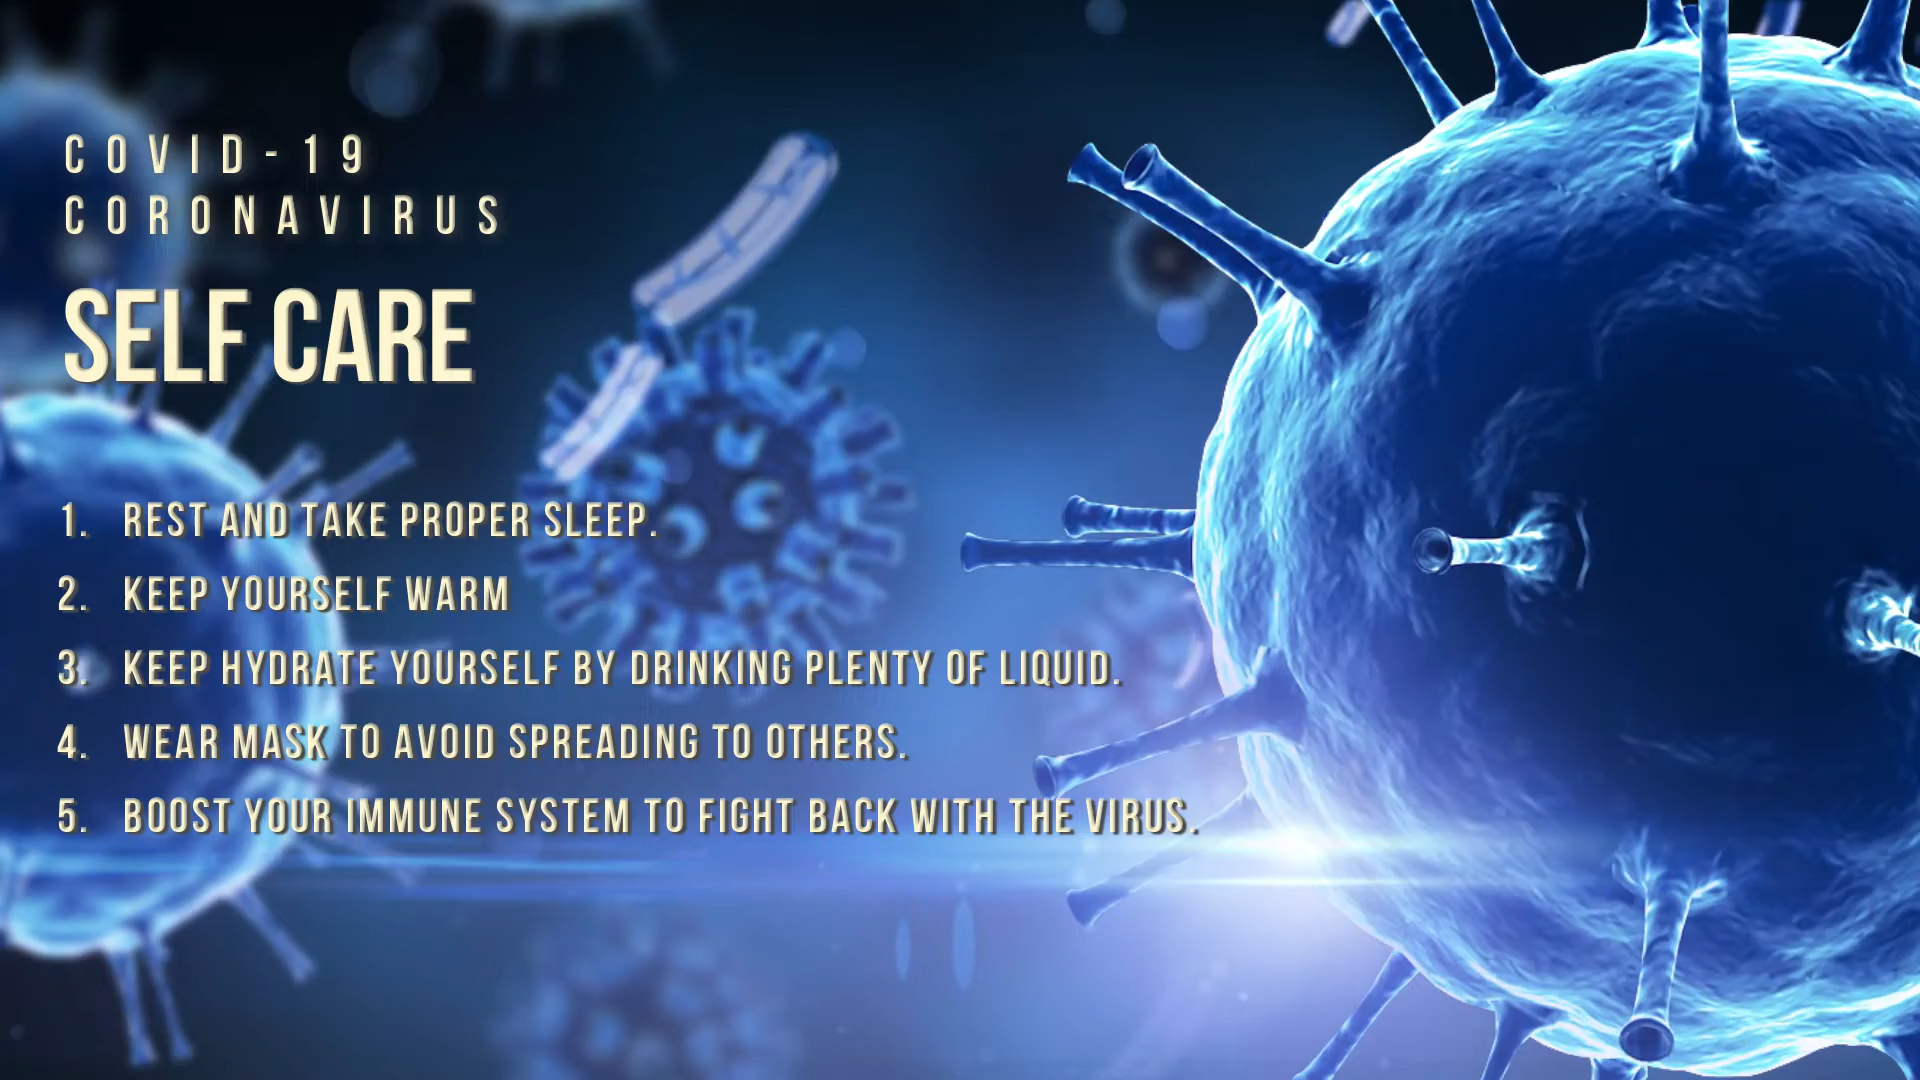 COVID-19
CORONAVIRUS
SELF CARE
1. REST AND TAKE PROPER SLEEP.
2. KEEP YOURSELF WARM
3. KEEP HYDRATE YOURSELF BY DRINKING PLENTY OF LIQUID.
4. WEAR MASK TO AVOID SPREADING TO OTHERS.
5. BOOST YOUR IMMUNE SYSTEM TO FIGHT BACK WITH THE VIRUS.